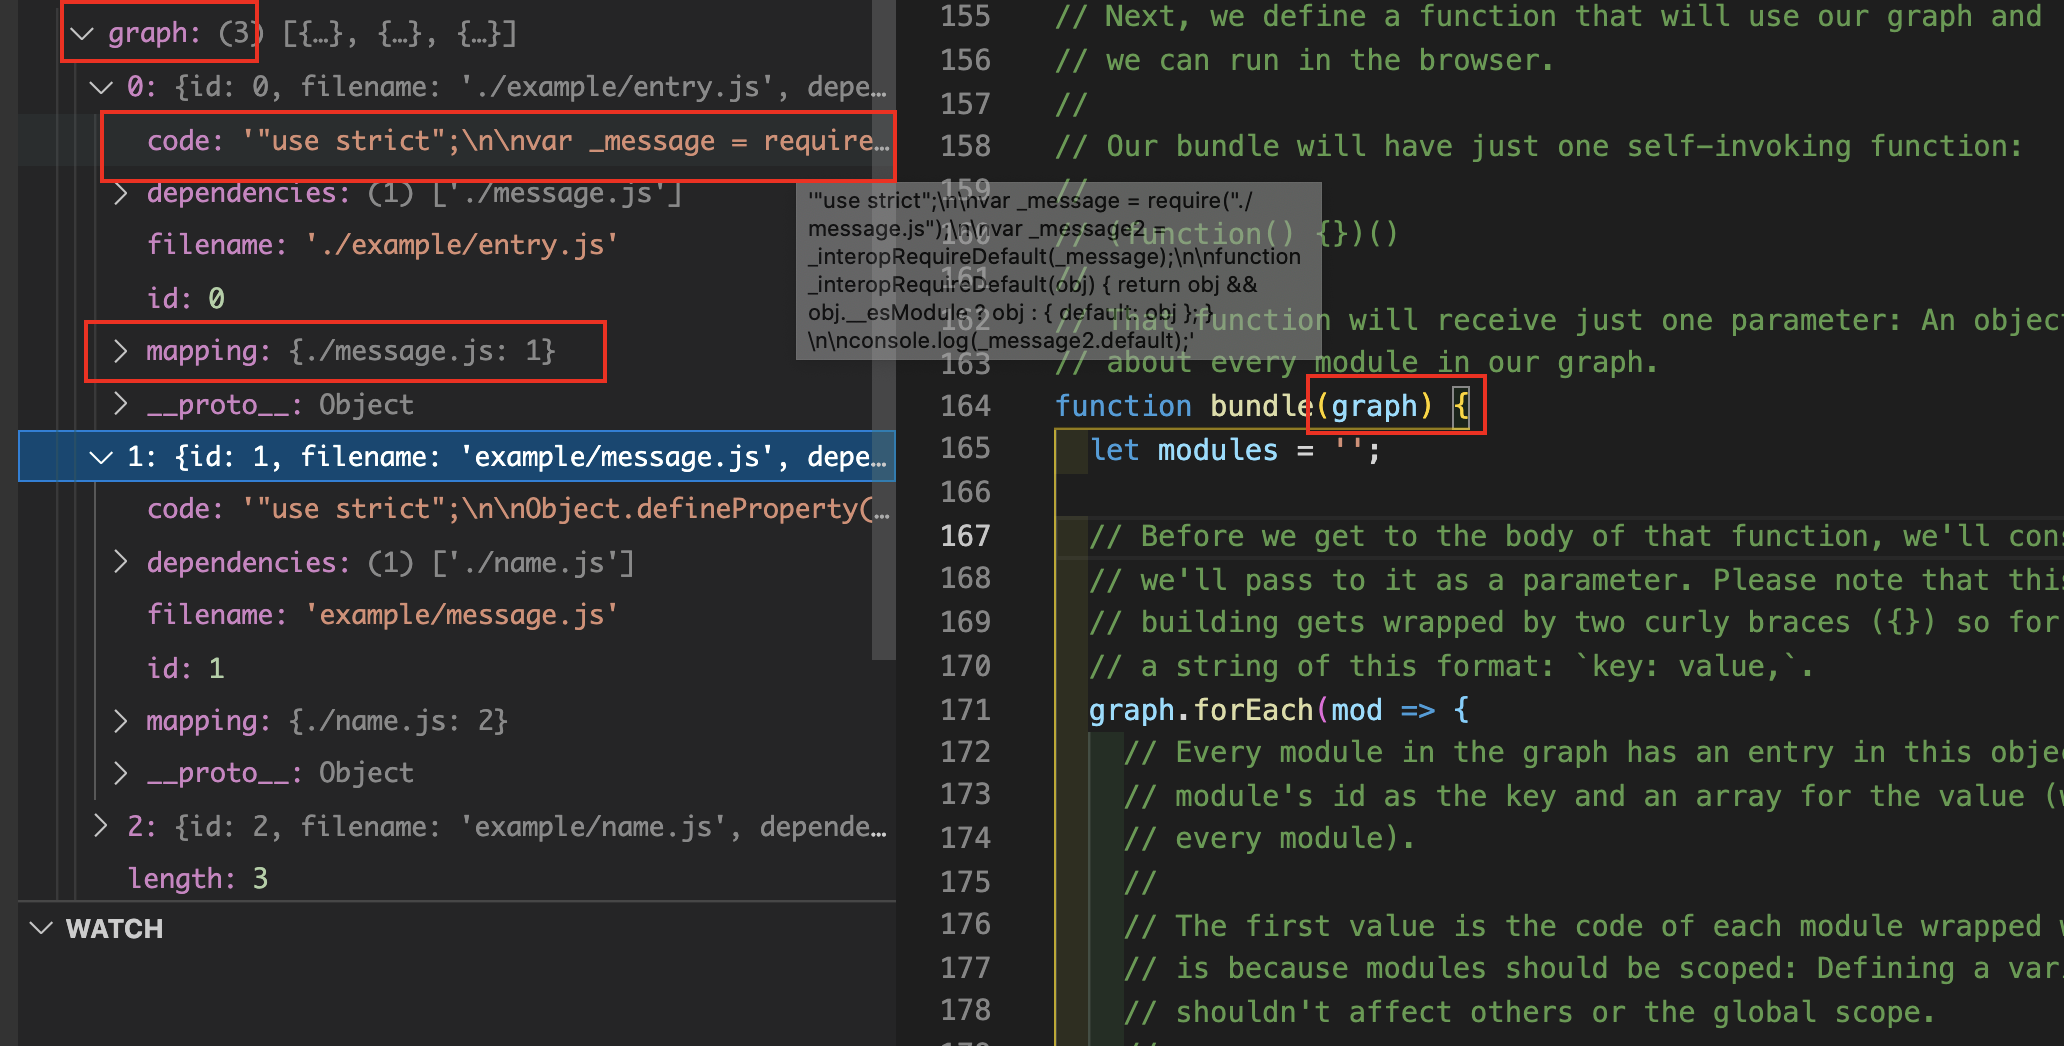 graph: (3) [{…}, {…}, {…}]
0: {id: 0, filename: './example/entry.js', depe…
code: '"use strict";\n\nvar _message = require…
dependencies: (1) ['./message.js']
filename: './example/entry.js'
id: 0
mapping: {./message.js: 1}
__proto__: Object
1: {id: 1, filename: 'example/message.js', depe…
code: '"use strict";\n\nObject.defineProperty(…
dependencies: (1) ['./name.js']
filename: 'example/message.js'
id: 1
mapping: {./name.js: 2}
__proto__: Object
2: {id: 2, filename: 'example/name.js', depende…
length: 3
WATCH
'"use strict";\n\nvar _message = require("./
message.js");\n\nvar _message2 =
_interopRequireDefault(_message);\n\nfunction
_interopRequireDefault(obj) { return obj &&
obj.__esModule ? obj : { default: obj }; }
\n\nconsole.log(_message2.default);'
155 // Next, we define a function that will use our graph and
156 // we can run in the browser.
157 //
158 // Our bundle will have just one self-invoking function:
159 //
160 // (function() {})()
161 //
162 // That function will receive just one parameter: An objec
163 // about every module in our graph.
164 function bundle(graph) {
165 let modules = '';
166
167 // Before we get to the body of that function, we'll cons
168 // we'll pass to it as a parameter. Please note that this
169 // building gets wrapped by two curly braces ({}) so for
170 // a string of this format: `key: value,`.
171 graph.forEach(mod => {
172 // Every module in the graph has an entry in this obje
173 // module's id as the key and an array for the value (w
174 // every module).
175 //
176 // The first value is the code of each module wrapped w
177 // is because modules should be scoped: Defining a vari
178 // shouldn't affect others or the global scope.